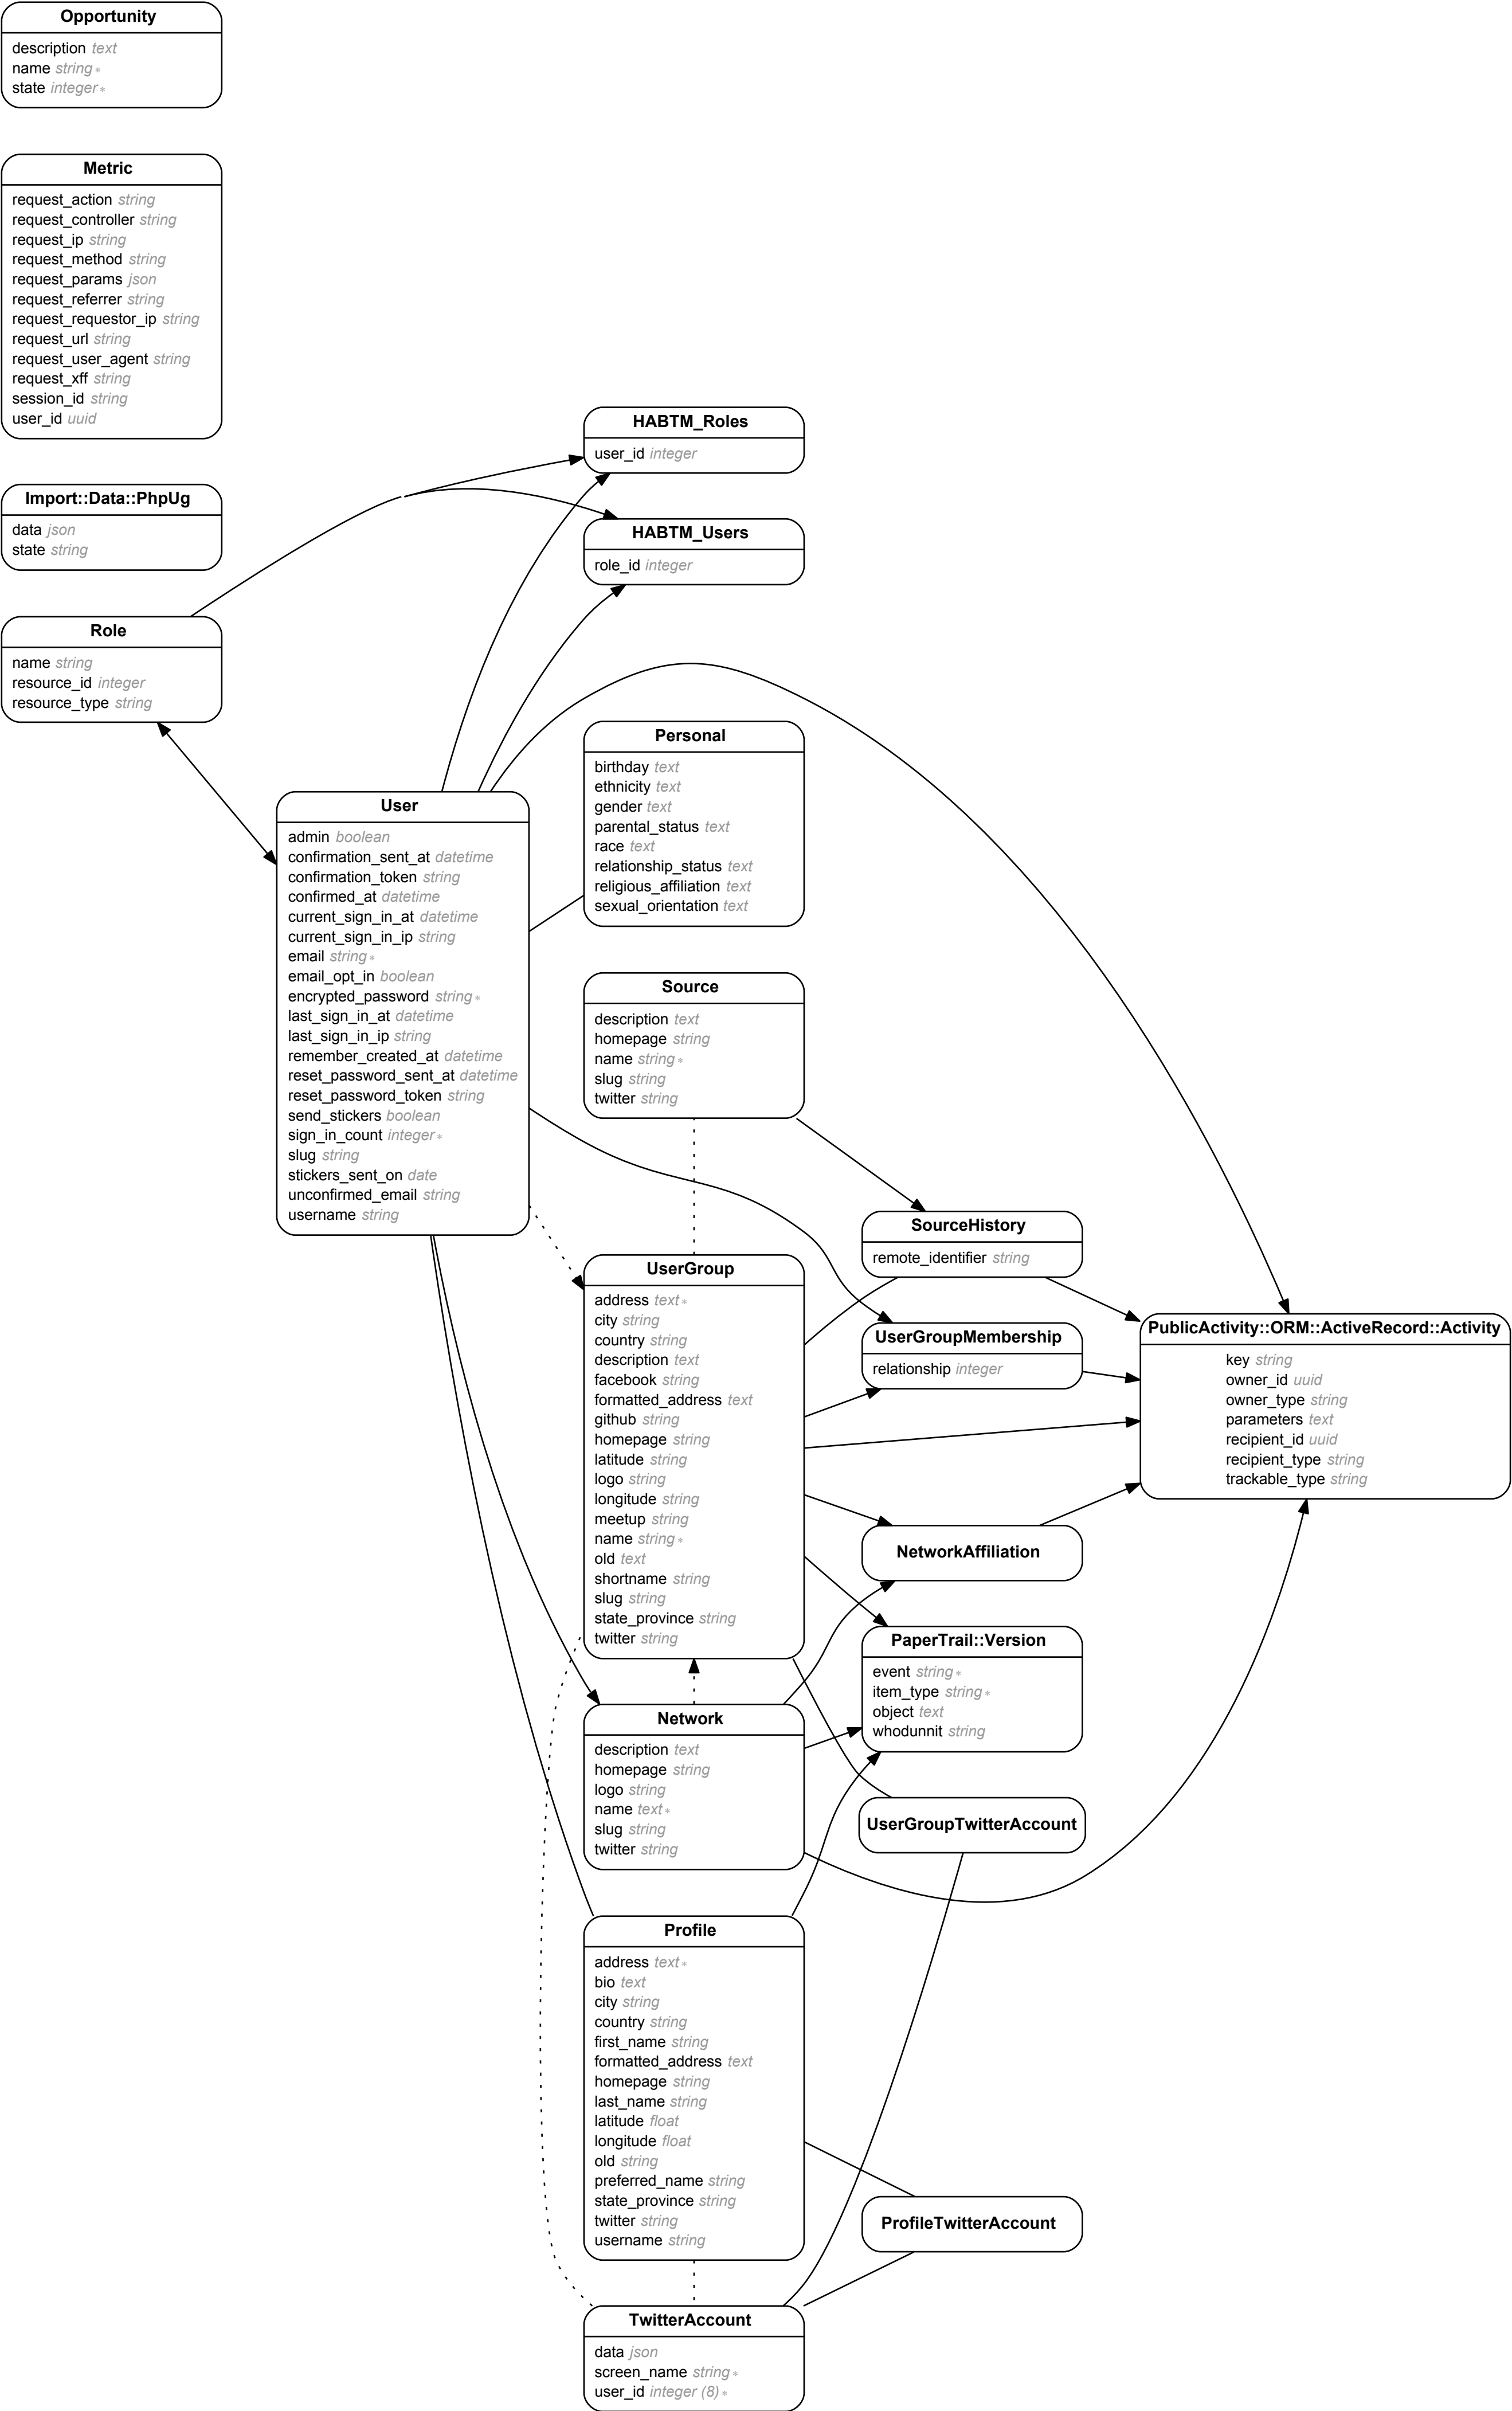 Opportunity
description text
name string *
state integer *
Metric
request_action string
request_controller string
request_ip string
request_method string
request_params json
request_referrer string
request_requestor_ip string
request_url string
request_user_agent string
request_xff string
session_id string
user_id uuid
Import::Data::PhpUg
data json
state string
Role
name string
resource_id integer
resource_type string
User
admin boolean
confirmation_sent_at datetime
confirmation_token string
confirmed_at datetime
current_sign_in_at datetime
current_sign_in_ip string
email string *
email_opt_in boolean
encrypted_password string *
last_sign_in_at datetime
last_sign_in_ip string
remember_created_at datetime
reset_password_sent_at datetime
reset_password_token string
send_stickers boolean
sign_in_count integer *
slug string
stickers_sent_on date
unconfirmed_email string
username string
HABTM_Roles
user_id integer
HABTM_Users
role_id integer
Personal
birthday text
ethnicity text
gender text
parental_status text
race text
relationship_status text
religious_affiliation text
sexual_orientation text
Source
description text
homepage string
name string *
slug string
twitter string
UserGroup
address text *
city string
country string
description text
facebook string
formatted_address text
github string
homepage string
latitude string
logo string
longitude string
meetup string
name string *
old text
shortname string
slug string
state_province string
twitter string
Network
description text
homepage string
logo string
name text *
slug string
twitter string
Profile
address text *
bio text
city string
country string
first_name string
formatted_address text
homepage string
last_name string
latitude float
longitude float
old string
preferred_name string
state_province string
twitter string
username string
TwitterAccount
data json
screen_name string *
user_id integer (8) *
SourceHistory
remote_identifier string
UserGroupMembership
relationship integer
NetworkAffiliation
PaperTrail::Version
event string *
item_type string *
object text
whodunnit string
UserGroupTwitterAccount
ProfileTwitterAccount
PublicActivity::ORM::ActiveRecord::Activity
key string
owner_id uuid
owner_type string
parameters text
recipient_id uuid
recipient_type string
trackable_type string